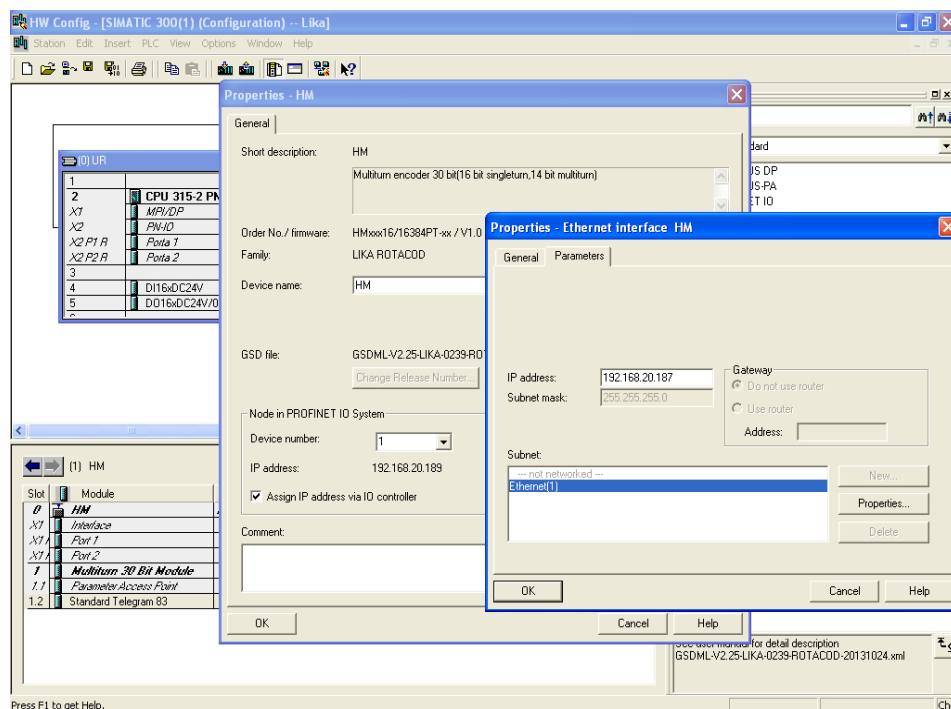 HW Config - [SIMATIC 300(1) (Configuration) -- Lika]
Station Edit Insert PLC View Options Window Help
(0) UR
1
2 CPU 315-2 PN
X1 MPI/DP
X2 PN-IO
X2 P1 R Porta 1
X2 P2 R Porta 2
3
4 DI16xDC24V
5 DO16xDC24V/0
Properties - HM
General
Short description: HM
Multiturn encoder 30 bit(16 bit singleturn,14 bit multiturn)
Order No./ firmware: HMxxx16/16384PT-xx / V1.0
Family: LIKA ROTACOD
Device name: HM
GSD file: GSDML-V2.25-LIKA-0239-ROT
Change Release Number...
Node in PROFINET IO System
Device number: 1
IP address: 192.168.20.189
Assign IP address via IO controller
Comment:
OK Cancel Help
dard
US DP
US-PA
ET IO
Properties - Ethernet interface HM
General Parameters
IP address: 192.168.20.187
Subnet mask: 255.255.255.0
Gateway
Do not use router
Use router
Address:
Subnet:
--- not networked ---
Ethernet(1)
New...
Properties...
Delete
OK Cancel Help
(1) HM
Slot Module
0 HM
X1 Interface
X1 Port 1
X1 Port 2
1 Multiturn 30 Bit Module
1.1 Parameter Access Point
1.2 Standard Telegram 83
See user manual for detail description
GSDML-V2.25-LIKA-0239-ROTACOD-20131024.xml
Press F1 to get Help.
Ch